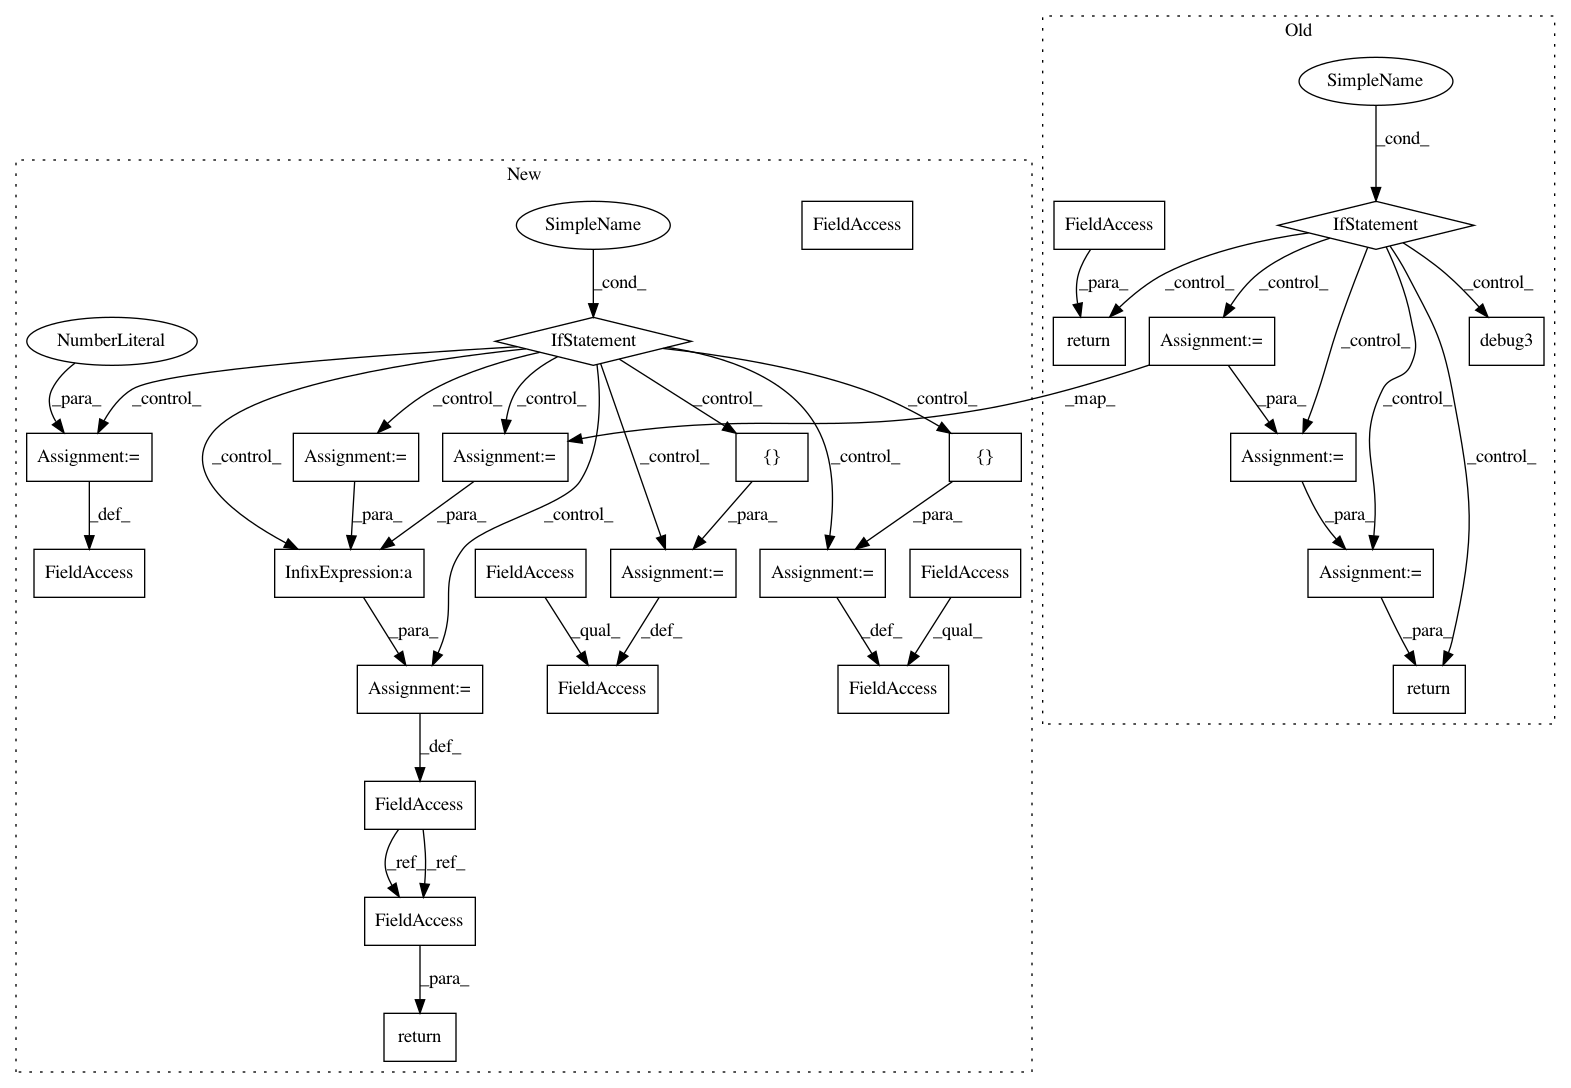 Old
SimpleName
_cond_
New
SimpleName
FieldAccess
FieldAccess
IfStatement
_cond_
_para_
_control_
_control_
_control_
NumberLiteral
IfStatement
return
Assignment:=
_control_
debug3
_para_
_control_
_control_
_control_
_control_
_control_
_map_
_para_
_control_
Assignment:=
_control_
Assignment:=
Assignment:=
_control_
{}
_control_
{}
Assignment:=
_control_
_def_
_para_
_para_
_control_
_para_
_para_
_para_
FieldAccess
InfixExpression:a
FieldAccess
Assignment:=
Assignment:=
FieldAccess
Assignment:=
_para_
_qual_
_def_
_def_
_qual_
_para_
Assignment:=
FieldAccess
FieldAccess
return
_def_
FieldAccess
_ref_
_ref_
FieldAccess
_para_
return